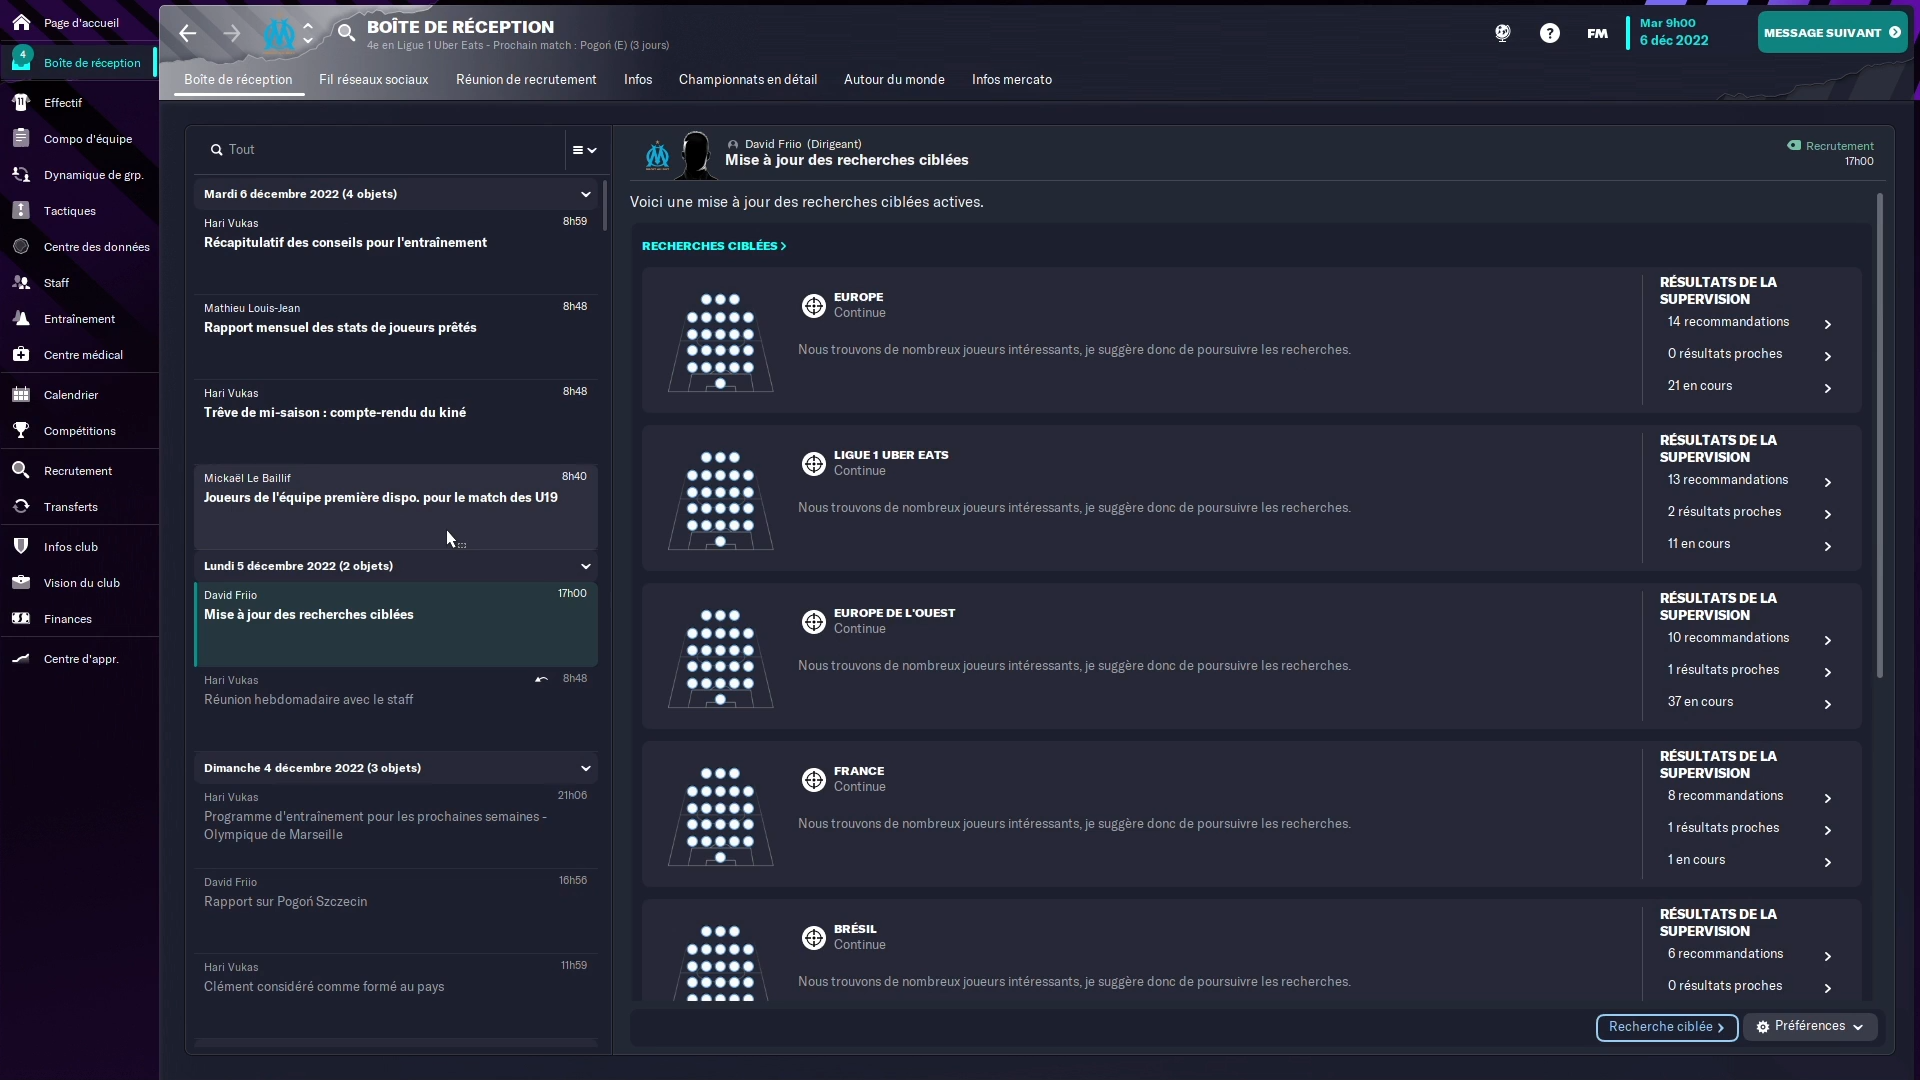 Page d'accueil
4
Boîte de réception
Effectif
Compo d'équipe
Dynamique de grp.
Tactiques
Centre des données
Staff
Entraînement
Centre médical
Calendrier
Compétitions
Recrutement
Transferts
Infos club
Vision du club
Finances
Centre d'appr.
BOÎTE DE RÉCEPTION
4e en Ligue 1 Uber Eats - Prochain match : Pogoń (E) (3 jours)
FM
Mar 9h00
6 déc 2022
MESSAGE SUIVANT
Boîte de réception
Fil réseaux sociaux
Réunion de recrutement
Infos
Championnats en détail
Autour du monde
Infos mercato
Tout
Mardi 6 décembre 2022 (4 objets)
Hari Vukas 8h59
Récapitulatif des conseils pour l'entraînement
Mathieu Louis-Jean 8h48
Rapport mensuel des stats de joueurs prêtés
Hari Vukas 8h48
Trêve de mi-saison : compte-rendu du kiné
Mickaël Le Baillif 8h40
Joueurs de l'équipe première dispo. pour le match des U19
Lundi 5 décembre 2022 (2 objets)
David Friio 17h00
Mise à jour des recherches ciblées
Hari Vukas 8h48
Réunion hebdomadaire avec le staff
Dimanche 4 décembre 2022 (3 objets)
Hari Vukas 21h06
Programme d'entraînement pour les prochaines semaines -
Olympique de Marseille
David Friio 16h56
Rapport sur Pogoń Szczecin
Hari Vukas 11h59
Clément considéré comme formé au pays
David Friio (Dirigeant)
Mise à jour des recherches ciblées
Recrutement
17h00
Voici une mise à jour des recherches ciblées actives.
RECHERCHES CIBLÉES >
EUROPE
Continue
Nous trouvons de nombreux joueurs intéressants, je suggère donc de poursuivre les recherches.
RÉSULTATS DE LA
SUPERVISION
14 recommandations
0 résultats proches
21 en cours
LIGUE 1 UBER EATS
Continue
Nous trouvons de nombreux joueurs intéressants, je suggère donc de poursuivre les recherches.
RÉSULTATS DE LA
SUPERVISION
13 recommandations
2 résultats proches
11 en cours
EUROPE DE L'OUEST
Continue
Nous trouvons de nombreux joueurs intéressants, je suggère donc de poursuivre les recherches.
RÉSULTATS DE LA
SUPERVISION
10 recommandations
1 résultats proches
37 en cours
FRANCE
Continue
Nous trouvons de nombreux joueurs intéressants, je suggère donc de poursuivre les recherches.
RÉSULTATS DE LA
SUPERVISION
8 recommandations
1 résultats proches
1 en cours
BRÉSIL
Continue
Nous trouvons de nombreux joueurs intéressants, je suggère donc de poursuivre les recherches.
RÉSULTATS DE LA
SUPERVISION
6 recommandations
0 résultats proches
Recherche ciblée >
Préférences